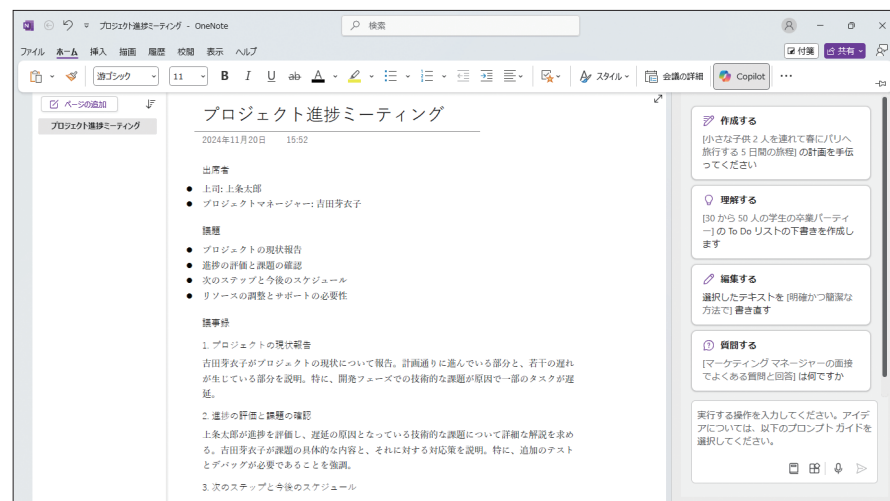 プロジェクト進捗ミーティング - OneNote
検索
ファイル ホーム 挿入 描画 履歴 校閲 表示 ヘルプ
付箋 共有
游ゴシック 11 B I U ab A スタイル 会議の詳細 Copilot
ページの追加
プロジェクト進捗ミーティング
プロジェクト進捗ミーティング
2024年11月20日 15:52
出席者
● 上司: 上条太郎
● プロジェクトマネージャー: 吉田芽衣子
議題
● プロジェクトの現状報告
● 進捗の評価と課題の確認
● 次のステップと今後のスケジュール
● リソースの調整とサポートの必要性
議事録
1. プロジェクトの現状報告
吉田芽衣子がプロジェクトの現状について報告。計画通りに進んでいる部分と、若干の遅れ
が生じている部分を説明。特に、開発フェーズでの技術的な課題が原因で一部のタスクが遅
延。
2. 進捗の評価と課題の確認
上条太郎が進捗を評価し、遅延の原因となっている技術的な課題について詳細な解説を求め
る。吉田芽衣子が課題の具体的な内容と、それに対する対応策を説明。特に、追加のテスト
とデバッグが必要であることを強調。
3. 次のステップと今後のスケジュール
作成する
[小さな子供 2 人を連れて春にパリへ
旅行する 5 日間の旅程] の計画を手伝
ってください
理解する
[30 から 50 人の学生の卒業パーティ
ー] の To Do リストの下書きを作成し
ます
編集する
選択したテキストを [明確かつ簡潔な
方法で] 書き直す
質問する
[マーケティング マネージャーの面接
でよくある質問と回答] は何ですか
実行する操作を入力してください。アイデ
アについては、以下のプロンプト ガイドを
選択してください。